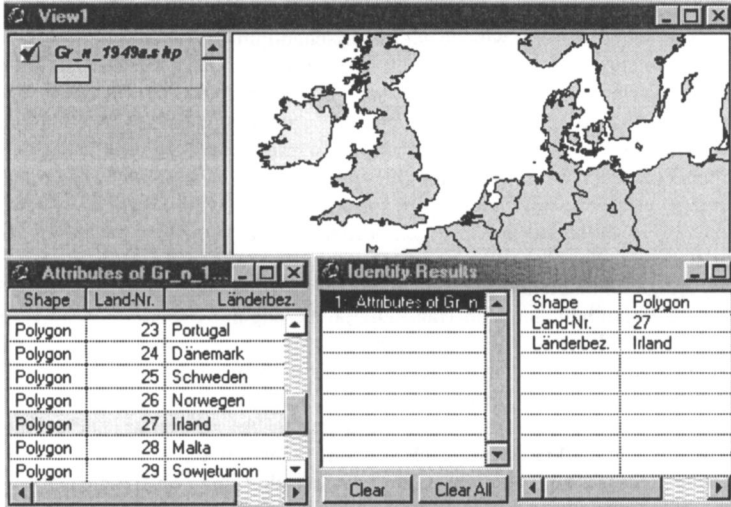 View1
Gr_n_1949a.shp
Attributes of Gr_n_1...
Shape Land-Nr. Länderbez.
Polygon 23 Portugal
Polygon 24 Dänemark
Polygon 25 Schweden
Polygon 26 Norwegen
Polygon 27 Irland
Polygon 28 Malta
Polygon 29 Sowjetunion
Identify Results
1: Attributes of Gr_n_
Clear Clear All
Shape Polygon
Land-Nr. 27
Länderbez. Irland